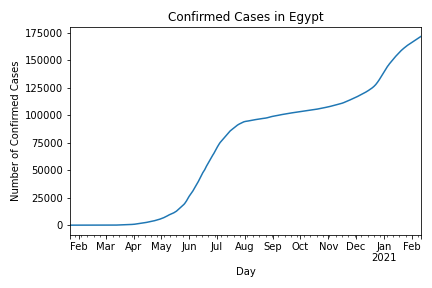 Confirmed Cases in Egypt
Number of Confirmed Cases
175000
150000
125000
100000
75000
50000
25000
0
Feb Mar Apr May Jun Jul Aug Sep Oct Nov Dec Jan Feb
2021
Day